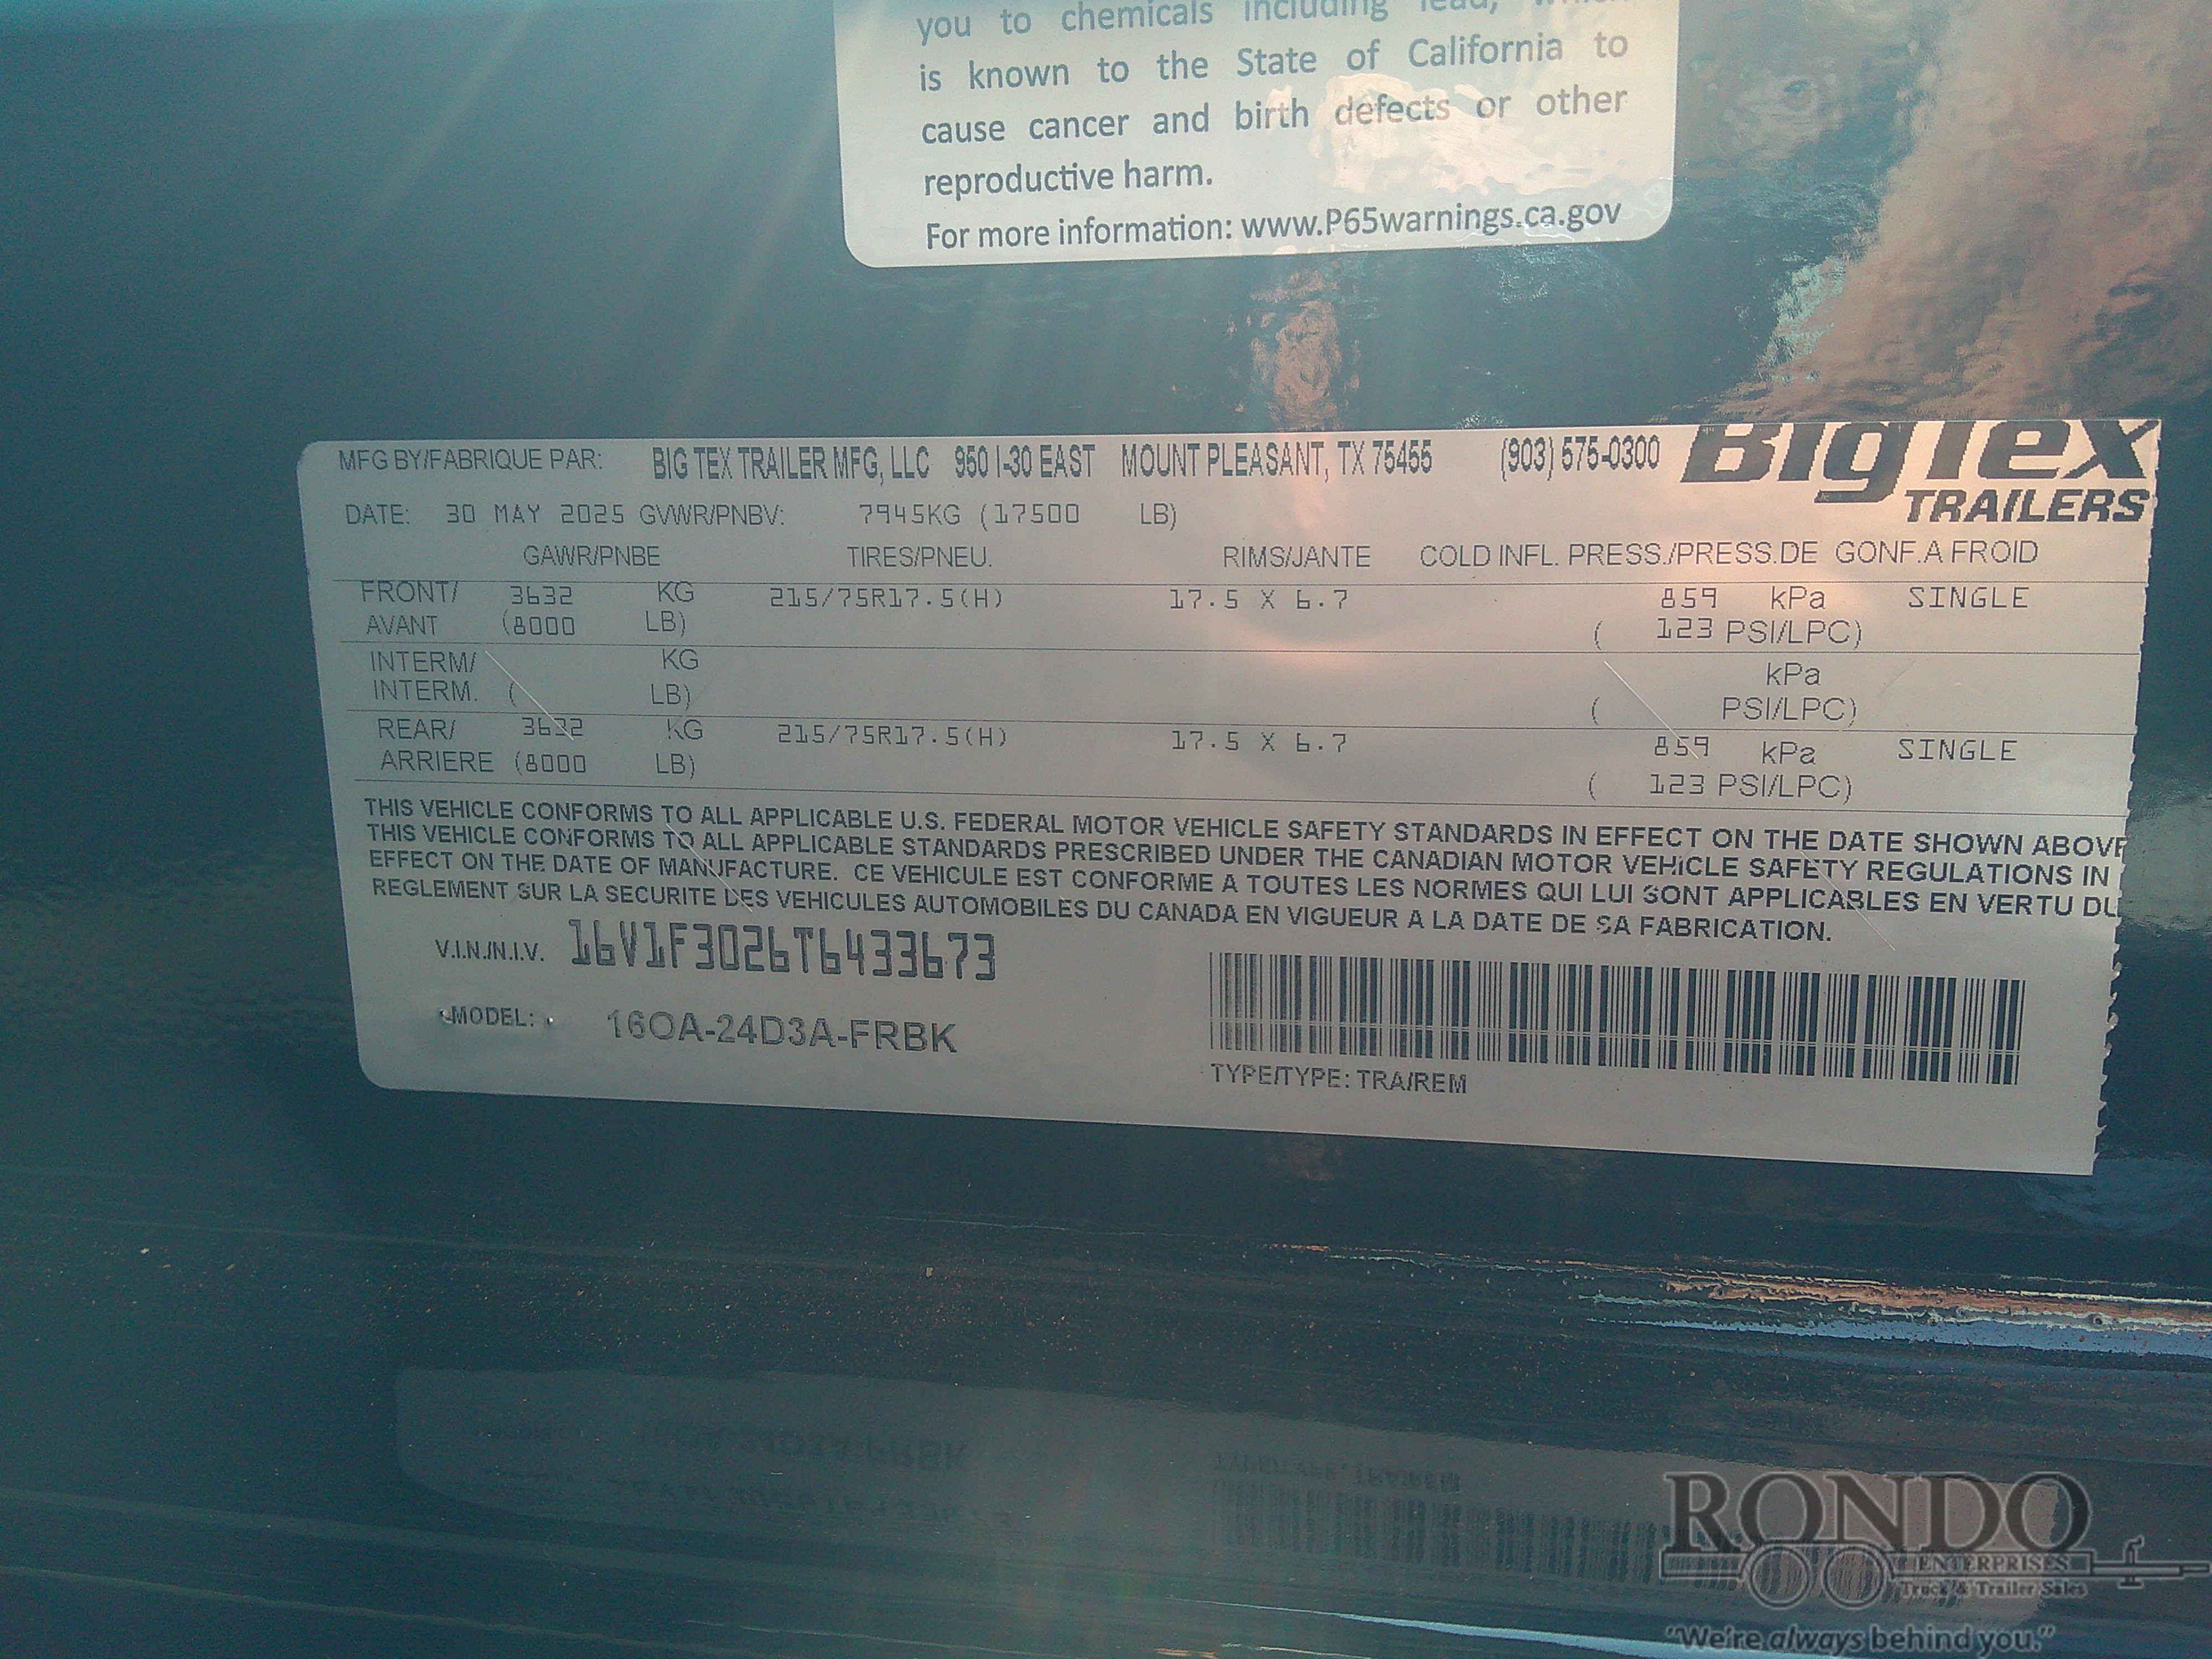 you to chemicals including lead, which
is known to the State of California to
cause cancer and birth defects or other
reproductive harm.
For more information: www.P65warnings.ca.gov
MFG BY/FABRIQUE PAR: BIG TEX TRAILER MFG, LLC 950 I-30 EAST MOUNT PLEASANT, TX 75455 (903) 575-0300 BigTex
TRAILERS
DATE: 30 MAY 2025 GVWR/PNBV: 7945KG (17500 LB)
GAWR/PNBE TIRES/PNEU. RIMS/JANTE COLD INFL. PRESS./PRESS.DE GONF.A FROID
FRONT/ 3632 KG 215/75R17.5(H) 17.5 X 6.7 859 kPa SINGLE
AVANT (8000 LB) ( 123 PSI/LPC)
INTERM/ KG kPa
INTERM. ( LB) ( PSI/LPC)
REAR/ 3632 KG 215/75R17.5(H) 17.5 X 6.7 859 kPa SINGLE
ARRIERE (8000 LB) ( 123 PSI/LPC)
THIS VEHICLE CONFORMS TO ALL APPLICABLE U.S. FEDERAL MOTOR VEHICLE SAFETY STANDARDS IN EFFECT ON THE DATE SHOWN ABOVE
THIS VEHICLE CONFORMS TO ALL APPLICABLE STANDARDS PRESCRIBED UNDER THE CANADIAN MOTOR VEHICLE SAFETY REGULATIONS IN
EFFECT ON THE DATE OF MANUFACTURE. CE VEHICULE EST CONFORME A TOUTES LES NORMES QUI LUI SONT APPLICABLES EN VERTU DU
REGLEMENT SUR LA SECURITE DES VEHICULES AUTOMOBILES DU CANADA EN VIGUEUR A LA DATE DE SA FABRICATION.
V.I.N./N.I.V. 16V1F3026T6433673
MODEL: 16OA-24D3A-FRBK
TYPE/TYPE: TRA/REM
RONDO
ENTERPRISES
Truck & Trailer Sales
"We're always behind you."